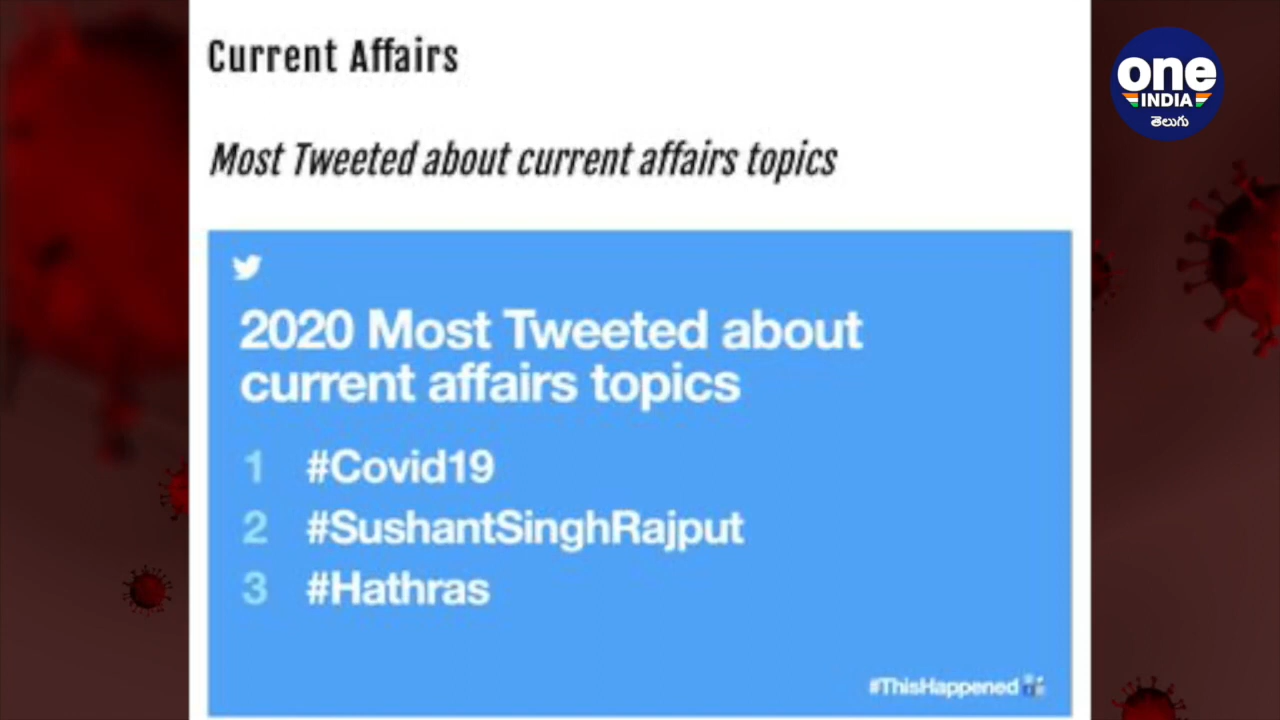 Current Affairs
one
INDIA
తెలుగు
Most Tweeted about current affairs topics
2020 Most Tweeted about
current affairs topics
1 #Covid19
2 #SushantSinghRajput
3 #Hathras
#ThisHappened